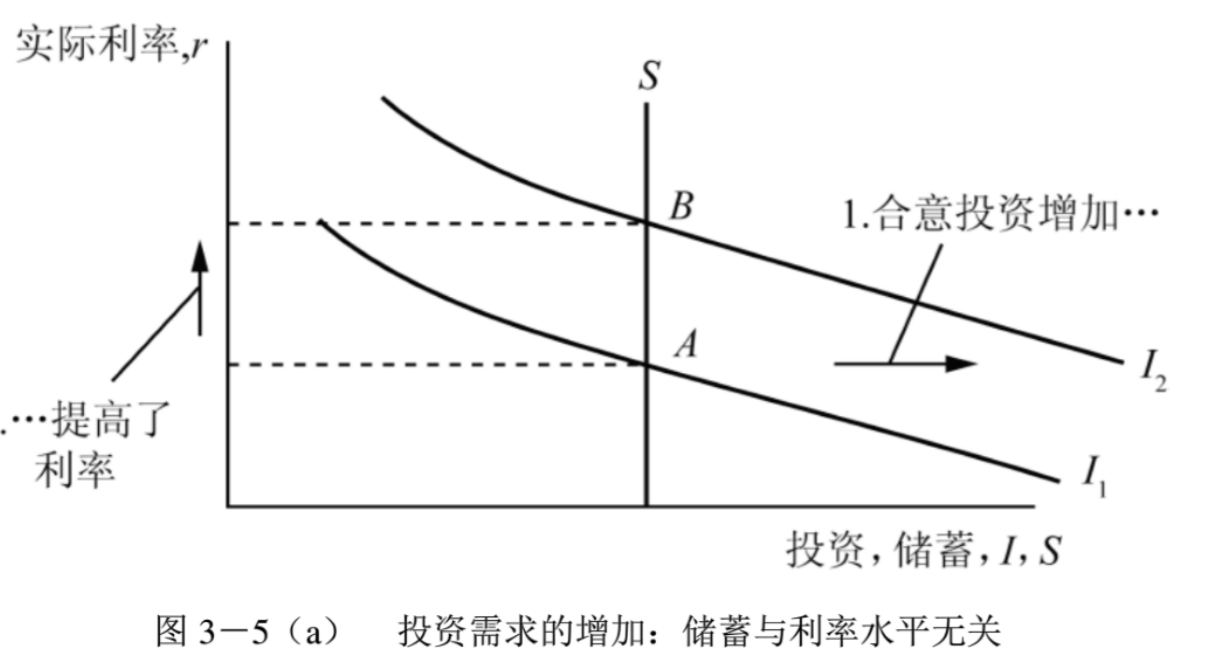 实际利率,r
S
B
1.合意投资增加…
A
I₂
.…提高了
利率
I₁
投资,储蓄,I,S
图 3－5（a） 投资需求的增加：储蓄与利率水平无关